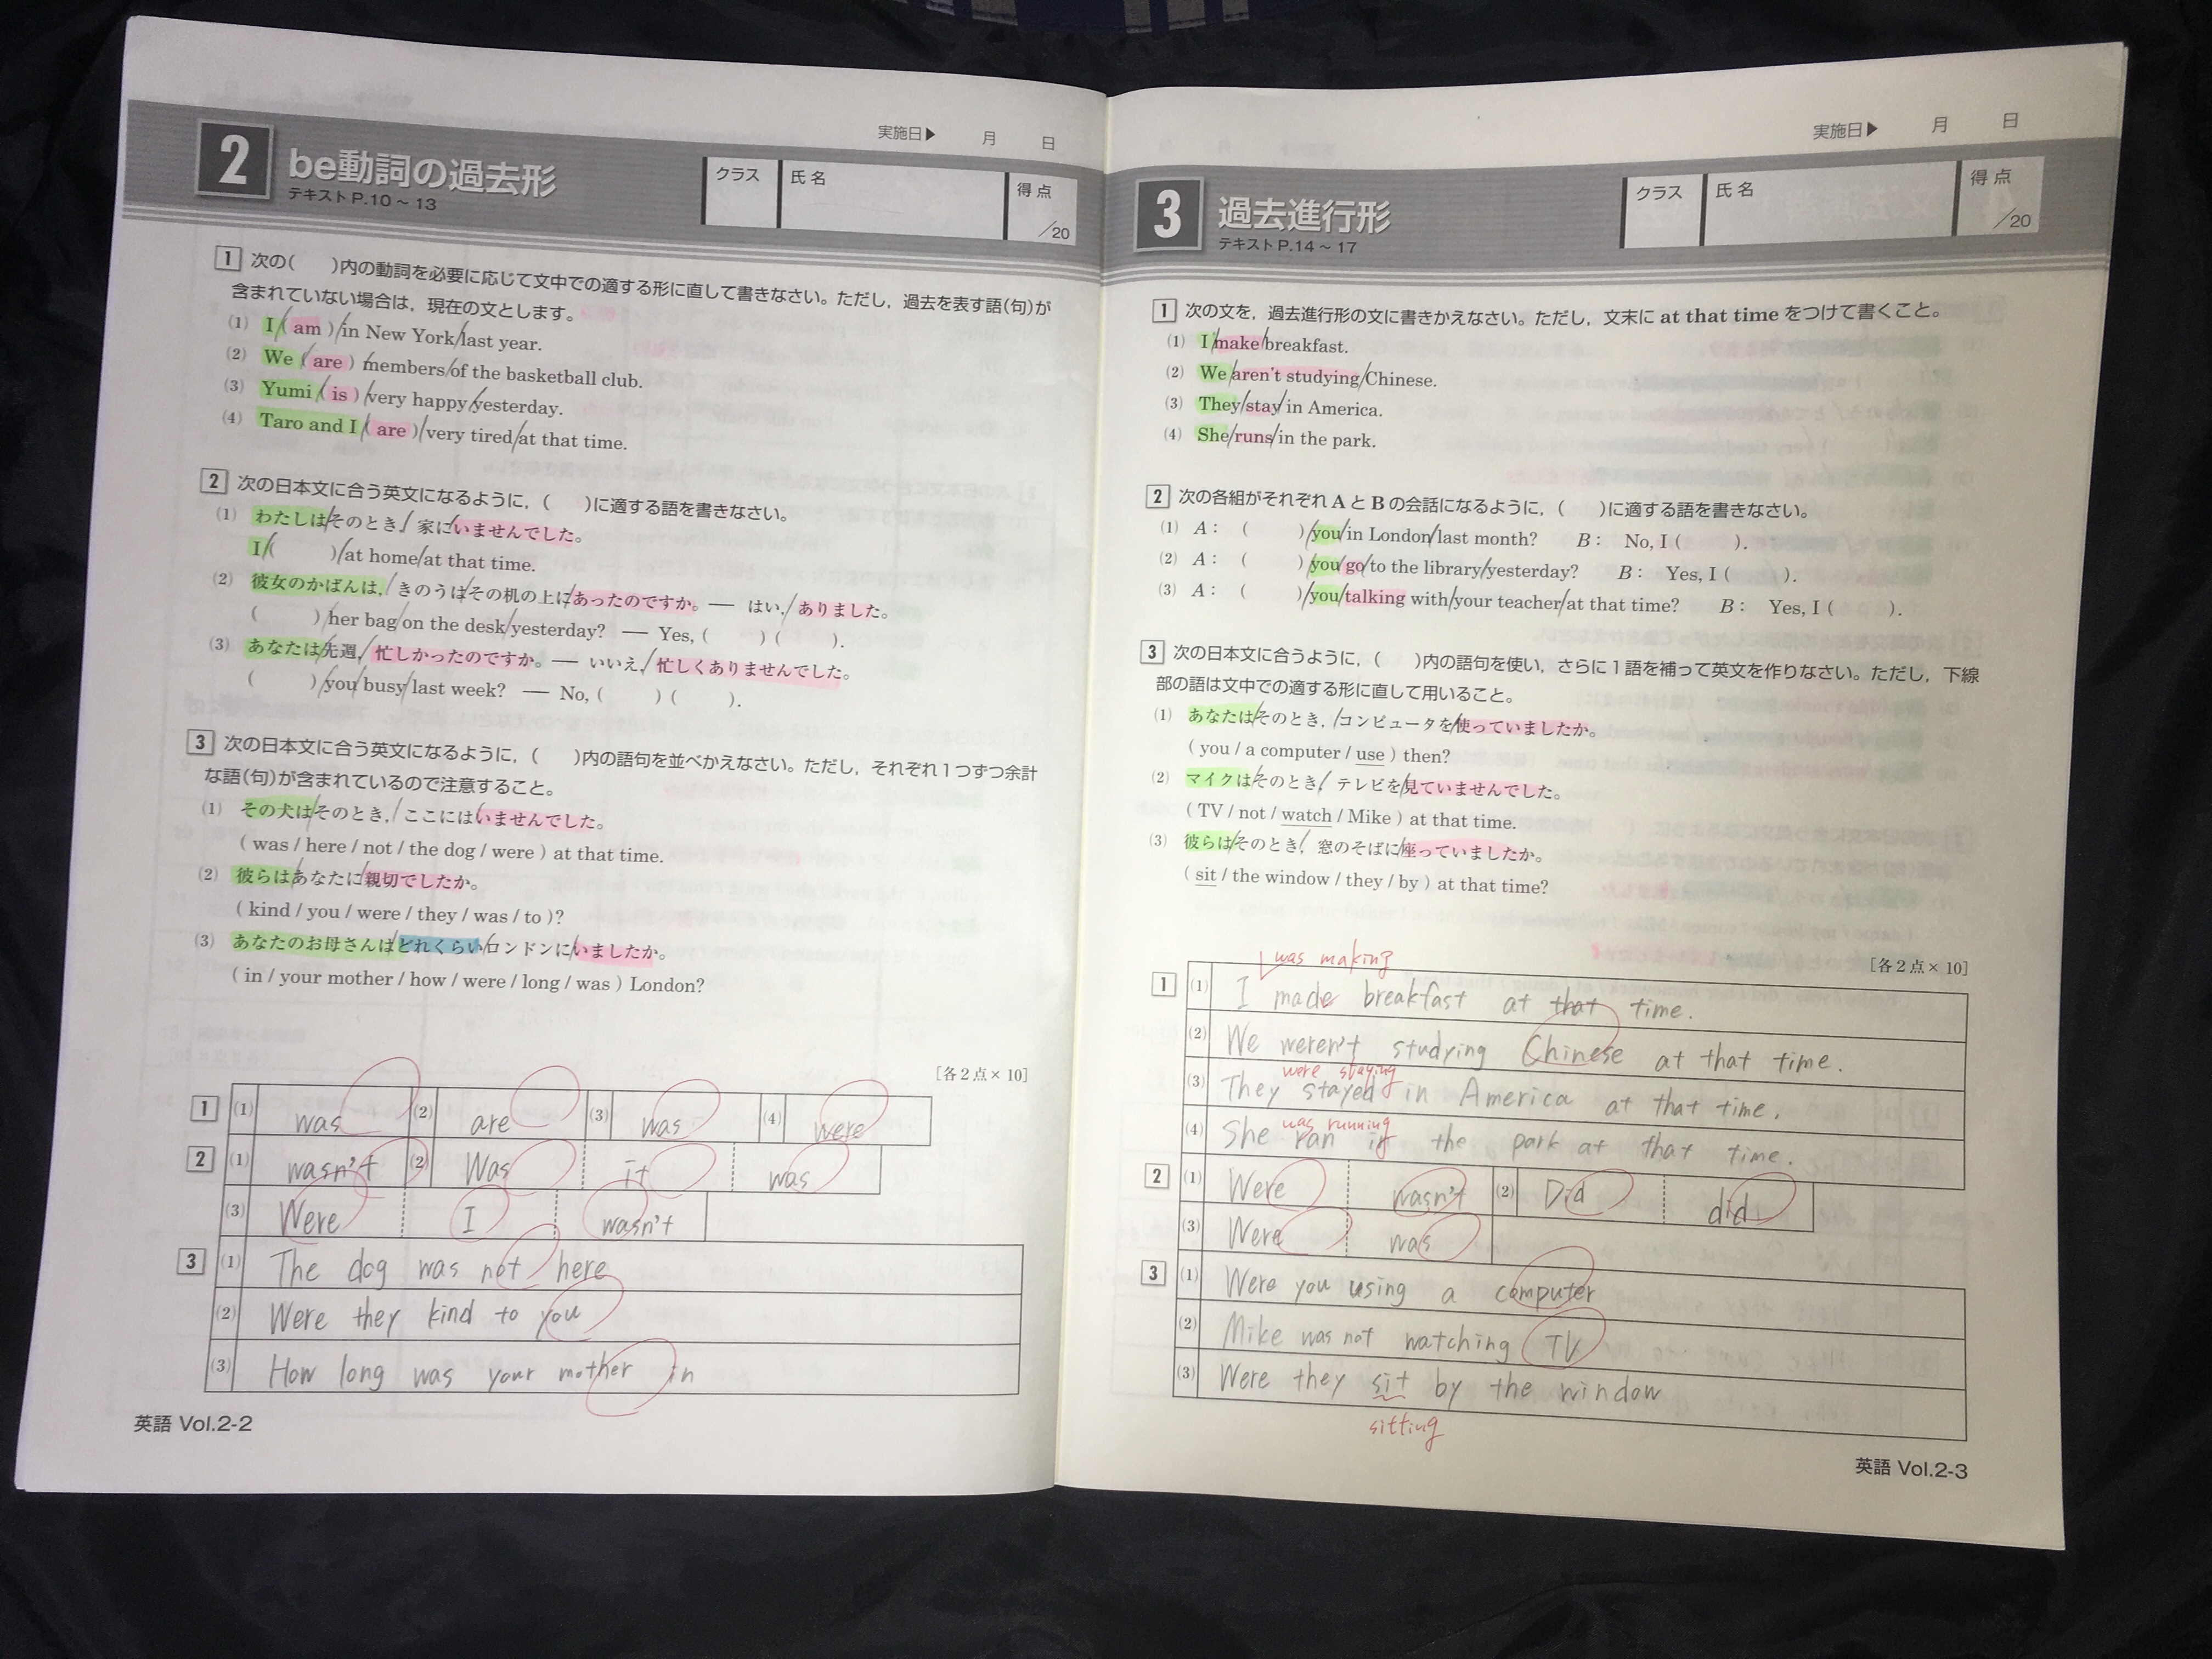 実施日▶ 月 日
2 be動詞の過去形
テキストP.10～13
クラス 氏名 得点 /20
1 次の( )内の動詞を必要に応じて文中での適する形に直して書きなさい。ただし，過去を表す語(句)が
含まれていない場合は，現在の文とします。
(1) I ( am ) in New York last year.
(2) We ( are ) members of the basketball club.
(3) Yumi ( is ) very happy yesterday.
(4) Taro and I ( are ) very tired at that time.
2 次の日本文に合う英文になるように，( )に適する語を書きなさい。
(1) わたしはそのとき，家にいませんでした。
I ( ) at home at that time.
(2) 彼女のかばんは，きのうはその机の上にあったのですか。― はい，ありました。
( ) her bag on the desk yesterday? ― Yes, ( ) ( ).
(3) あなたは先週，忙しかったのですか。― いいえ，忙しくありませんでした。
( ) you busy last week? ― No, ( ) ( ).
3 次の日本文に合う英文になるように，( )内の語句を並べかえなさい。ただし，それぞれ1つずつ余計
な語(句)が含まれているので注意すること。
(1) その犬はそのとき，ここにはいませんでした。
( was / here / not / the dog / were ) at that time.
(2) 彼らはあなたに親切でしたか。
( kind / you / were / they / was / to )?
(3) あなたのお母さんはどれくらいロンドンにいましたか。
( in / your mother / how / were / long / was ) London?
[各2点×10]
1 (1) was (2) are (3) was (4) were
2 (1) wasn't (2) Was it was
(3) Were I wasn't
3 (1) The dog was not here
(2) Were they kind to you
(3) How long was your mother in
英語 Vol.2-2
実施日▶ 月 日
3 過去進行形
テキストP.14～17
クラス 氏名 得点 /20
1 次の文を，過去進行形の文に書きかえなさい。ただし，文末に at that time をつけて書くこと。
(1) I make breakfast.
(2) We aren't studying Chinese.
(3) They stay in America.
(4) She runs in the park.
2 次の各組がそれぞれAとBの会話になるように，( )に適する語を書きなさい。
(1) A： ( ) you in London last month? B： No, I ( ).
(2) A： ( ) you go to the library yesterday? B： Yes, I ( ).
(3) A： ( ) you talking with your teacher at that time? B： Yes, I ( ).
3 次の日本文に合うように，( )内の語句を使い，さらに1語を補って英文を作りなさい。ただし，下線
部の語は文中での適する形に直して用いること。
(1) あなたはそのとき，コンピュータを使っていましたか。
( you / a computer / use ) then?
(2) マイクはそのとき，テレビを見ていませんでした。
( TV / not / watch / Mike ) at that time.
(3) 彼らはそのとき，窓のそばに座っていましたか。
( sit / the window / they / by ) at that time?
[各2点×10]
was making
1 (1) I made breakfast at that time.
(2) We weren't studying Chinese at that time.
were staying
(3) They stayed in America at that time.
was running
(4) She ran in the park at that time.
2 (1) Were wasn't (2) Did did
(3) Were was
3 (1) Were you using a computer
(2) Mike was not watching TV
(3) Were they sit by the window
sitting
英語 Vol.2-3